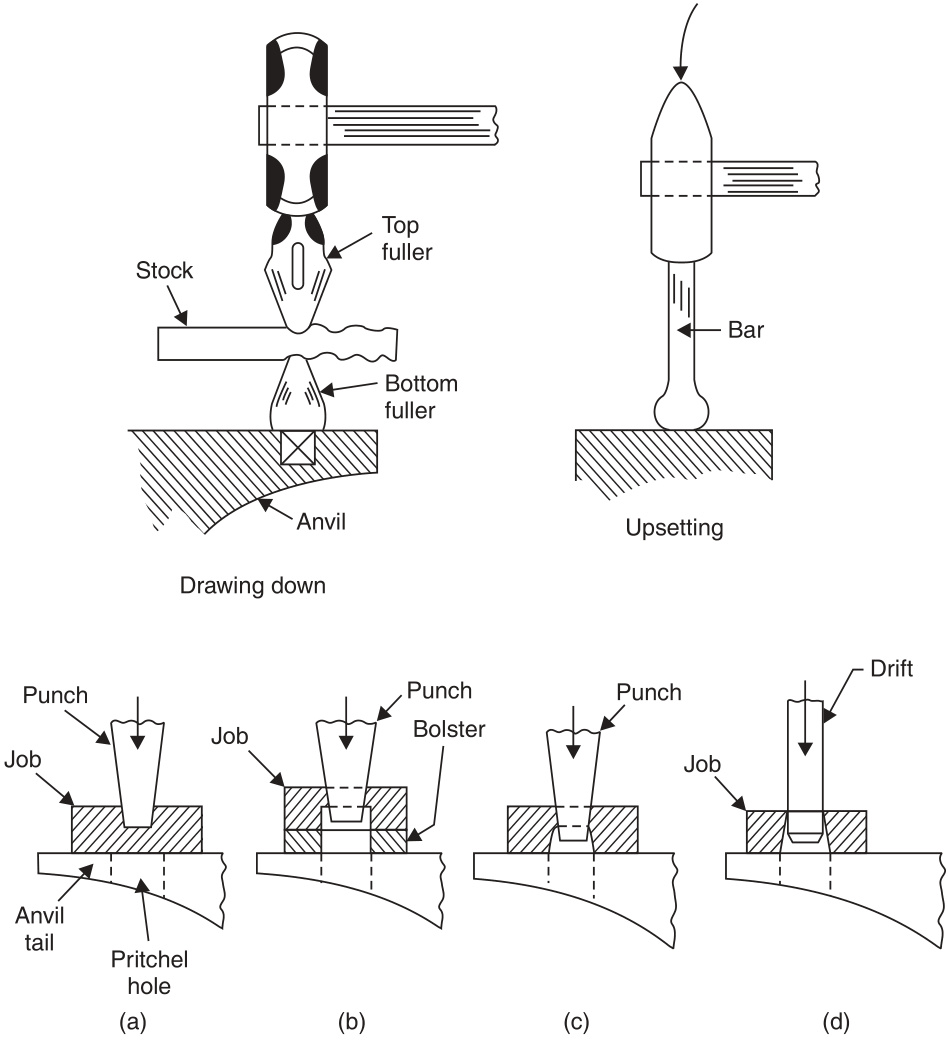 Top
fuller
Stock
Bottom
fuller
Anvil
Drawing down
Bar
Upsetting
Punch
Job
Anvil
tail
Pritchel
hole
(a)
Punch
Bolster
Job
(b)
Punch
(c)
Drift
Job
(d)